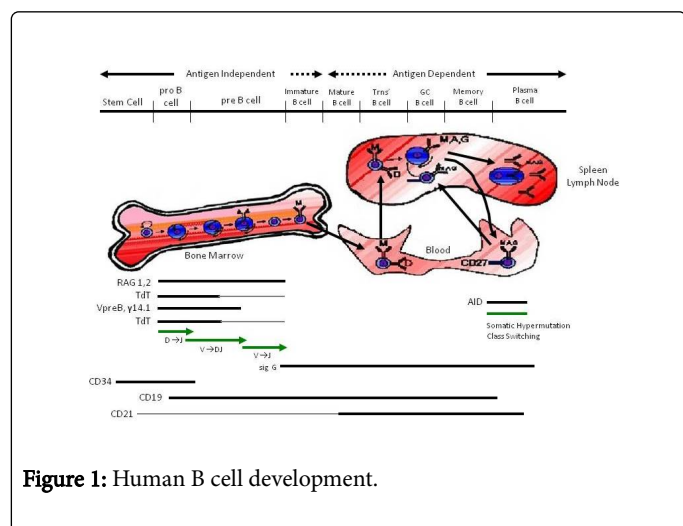 Antigen Independent Antigen Dependent
Stem Cell pro B cell pre B cell Immature B cell Mature B cell Trns' B cell GC B cell Memory B cell Plasma B cell
M,A,G
M
D
M,A,G
M,A,G
Spleen
Lymph Node
M
Bone Marrow
Blood
M
D
M,A,G
CD27
RAG 1,2
TdT
VpreB, γ14.1
TdT
D → J
V → DJ
V → J
AID
Somatic Hypermutation
Class Switching
sig G
CD34
CD19
CD21
Figure 1: Human B cell development.